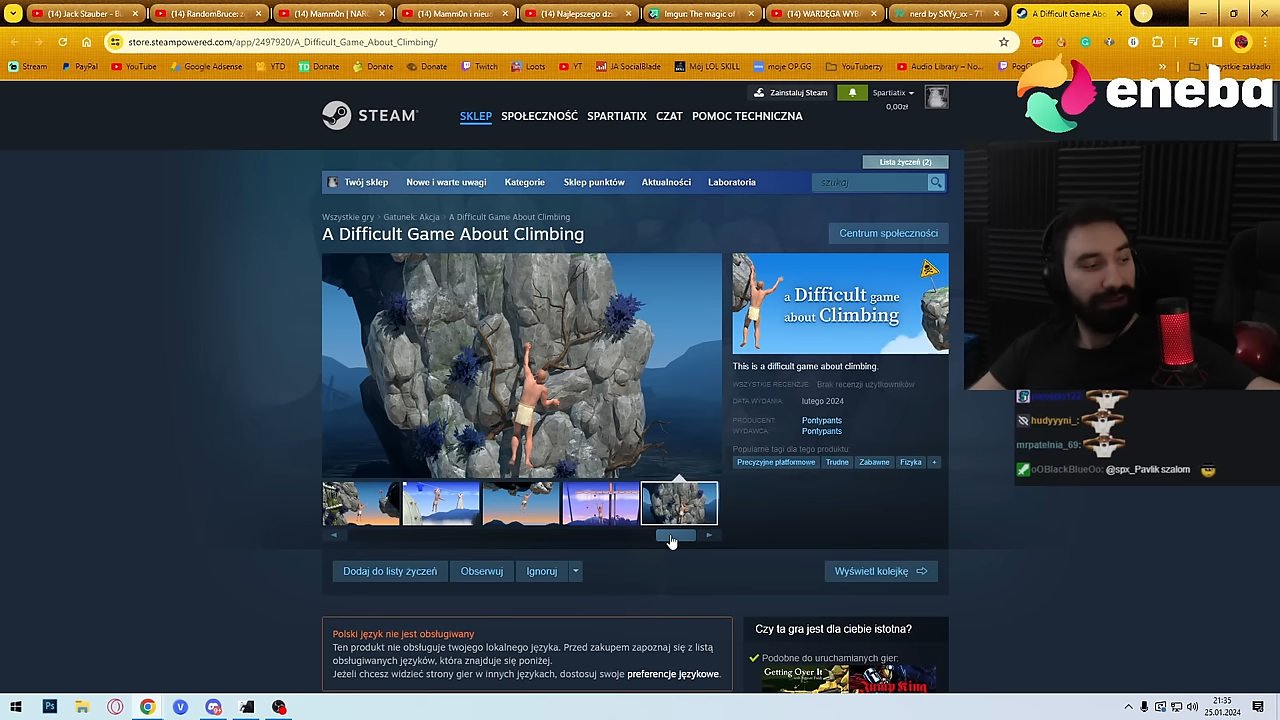 (14) Jack Stauber - Bu
(14) RandomBruce: z
(14) Mamm0n | NAR
(14) Mamm0n i nieu
(14) Najlepszego dzi
Imgur: The magic of
(14) WARDĘGA WYB
nerd by SKYy_xx - 7T
A Difficult Game Abo
store.steampowered.com/app/2497920/A_Difficult_Game_About_Climbing/
Stream
PayPal
YouTube
Google Adsense
YTD
Donate
Donate
Donate
Twitch
Loots
YT
JA SocialBlade
Mój LOL SKILL
moje OP.GG
YouTuberzy
Audio Library – No...
eneba
STEAM
SKLEP SPOŁECZNOŚĆ SPARTIATIX CZAT POMOC TECHNICZNA
Zainstaluj Steam
Spartiatix
0,00zł
Lista życzeń (2)
Twój sklep Nowe i warte uwagi Kategorie Sklep punktów Aktualności Laboratoria
szukaj
Wszystkie gry > Gatunek: Akcja > A Difficult Game About Climbing
A Difficult Game About Climbing
Centrum społeczności
a Difficult game
about Climbing
This is a difficult game about climbing.
WSZYSTKIE RECENZJE: Brak recenzji użytkowników
DATA WYDANIA: lutego 2024
PRODUCENT: Pontypants
WYDAWCA: Pontypants
Popularne tagi dla tego produktu:
Precyzyjne platformowe Trudne Zabawne Fizyka +
hudyyyni_:
mrpatelnia_69:
oOBlackBlueOo: @spx_Pavlik szalom
Dodaj do listy życzeń
Obserwuj
Ignoruj
Wyświetl kolejkę
Polski język nie jest obsługiwany
Ten produkt nie obsługuje twojego lokalnego języka. Przed zakupem zapoznaj się z listą
obsługiwanych języków, która znajduje się poniżej.
Jeżeli chcesz widzieć strony gier w innych językach, dostosuj swoje preferencje językowe.
Czy ta gra jest dla ciebie istotna?
Podobne do uruchamianych gier:
Getting Over It
Jump King
21:35
25.01.2024